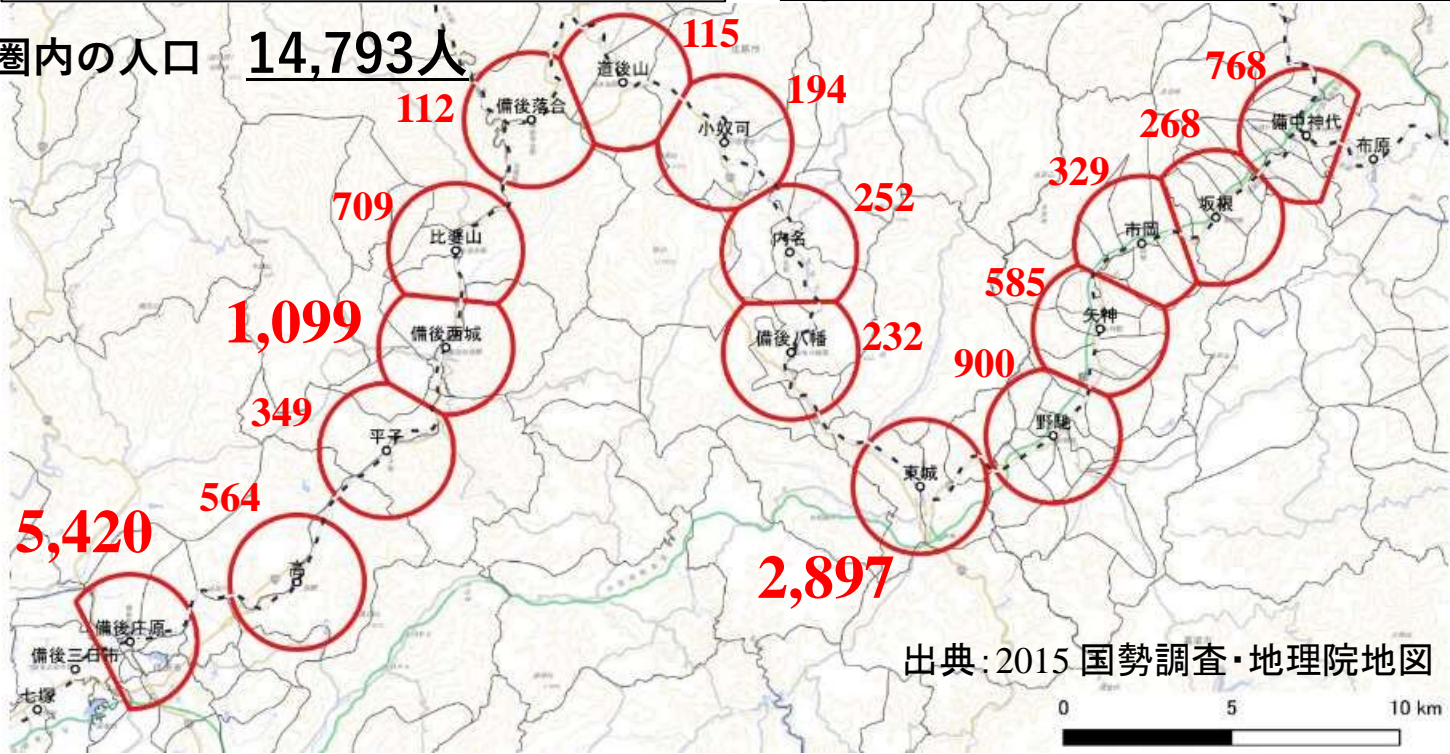 圏内の人口 14,793人
115
道後山
768
194
112
備後落合
小奴可
268
備中神代
布原
329
坂根
709
252
比婆山
内名
市岡
585
矢神
1,099
備後西城
備後八幡
232
900
349
平子
野馳
564
東城
5,420
高
2,897
備後庄原
備後三日市
七塚
出典:2015 国勢調査・地理院地図
0 5 10 km